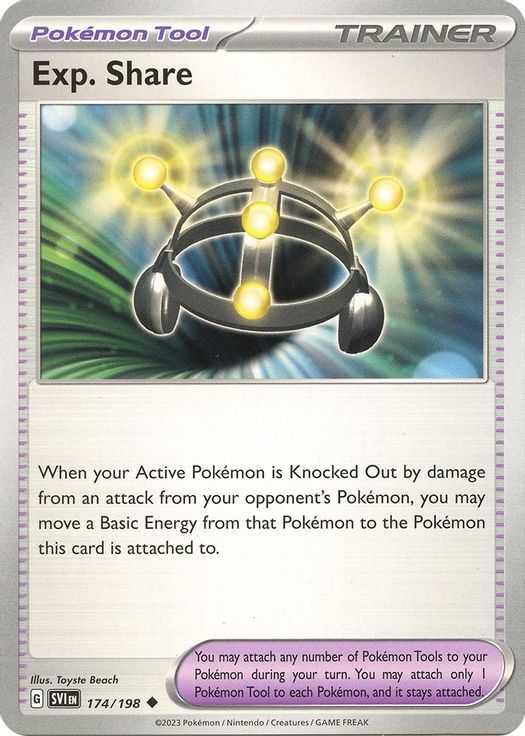 Pokémon Tool
TRAINER
Exp. Share
When your Active Pokémon is Knocked Out by damage
from an attack from your opponent's Pokémon, you may
move a Basic Energy from that Pokémon to the Pokémon
this card is attached to.
You may attach any number of Pokémon Tools to your
Pokémon during your turn. You may attach only 1
Pokémon Tool to each Pokémon, and it stays attached.
Illus. Toyste Beach
G SVI EN 174/198
©2023 Pokémon / Nintendo / Creatures / GAME FREAK